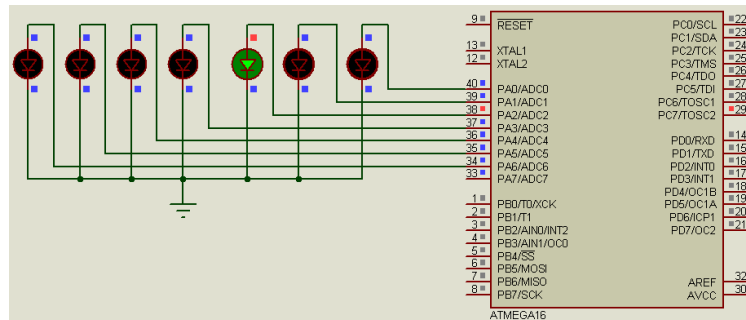 9 RESET
13 XTAL1
12 XTAL2
40 PA0/ADC0
39 PA1/ADC1
38 PA2/ADC2
37 PA3/ADC3
36 PA4/ADC4
35 PA5/ADC5
34 PA6/ADC6
33 PA7/ADC7
1 PB0/T0/XCK
2 PB1/T1
3 PB2/AIN0/INT2
4 PB3/AIN1/OC0
5 PB4/SS
6 PB5/MOSI
7 PB6/MISO
8 PB7/SCK
PC0/SCL 22
PC1/SDA 23
PC2/TCK 24
PC3/TMS 25
PC4/TDO 26
PC5/TDI 27
PC6/TOSC1 28
PC7/TOSC2 29
PD0/RXD 14
PD1/TXD 15
PD2/INT0 16
PD3/INT1 17
PD4/OC1B 18
PD5/OC1A 19
PD6/ICP1 20
PD7/OC2 21
AREF 32
AVCC 30
ATMEGA16